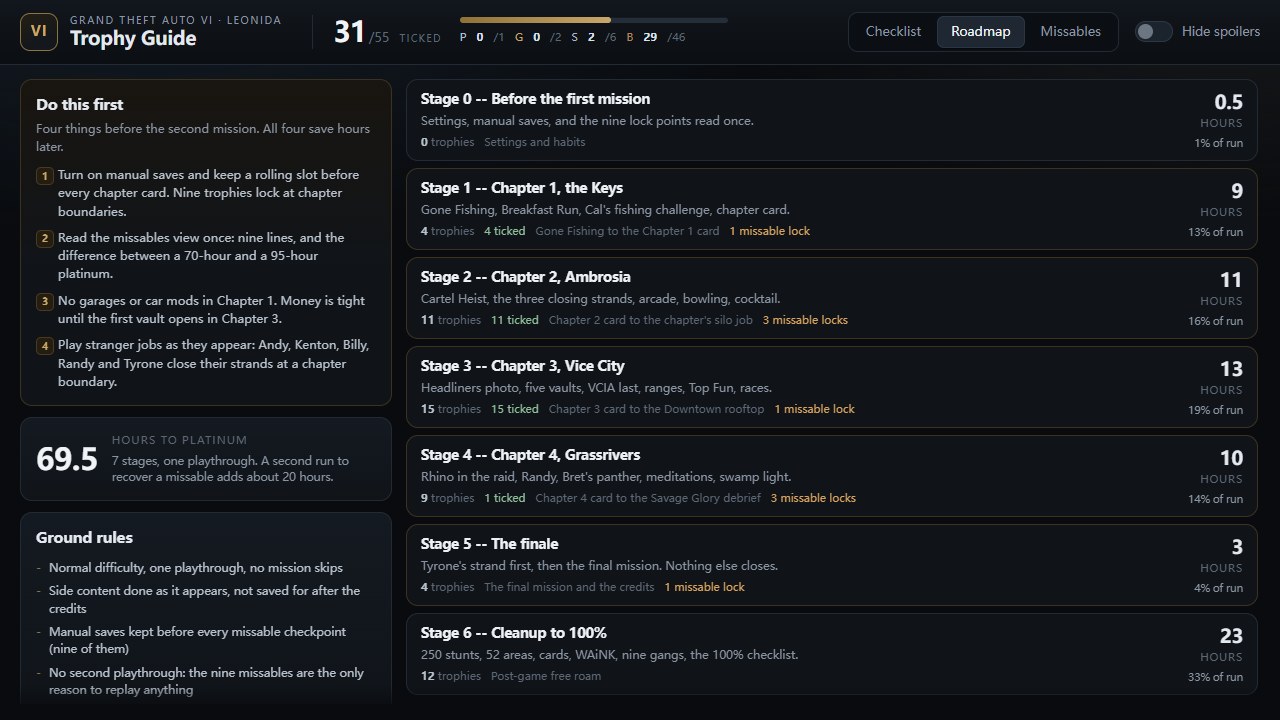 VI
GRAND THEFT AUTO VI · LEONIDA
Trophy Guide
31/55 TICKED
P 0 /1 G 0 /2 S 2 /6 B 29 /46
Checklist
Roadmap
Missables
Hide spoilers
Do this first
Four things before the second mission. All four save hours
later.
1 Turn on manual saves and keep a rolling slot before
every chapter card. Nine trophies lock at chapter
boundaries.
2 Read the missables view once: nine lines, and the
difference between a 70-hour and a 95-hour
platinum.
3 No garages or car mods in Chapter 1. Money is tight
until the first vault opens in Chapter 3.
4 Play stranger jobs as they appear: Andy, Kenton, Billy,
Randy and Tyrone close their strands at a chapter
boundary.
69.5
HOURS TO PLATINUM
7 stages, one playthrough. A second run to
recover a missable adds about 20 hours.
Ground rules
- Normal difficulty, one playthrough, no mission skips
- Side content done as it appears, not saved for after the
credits
- Manual saves kept before every missable checkpoint
(nine of them)
- No second playthrough: the nine missables are the only
reason to replay anything
Stage 0 -- Before the first mission
Settings, manual saves, and the nine lock points read once.
0 trophies Settings and habits
0.5
HOURS
1% of run
Stage 1 -- Chapter 1, the Keys
Gone Fishing, Breakfast Run, Cal's fishing challenge, chapter card.
4 trophies 4 ticked Gone Fishing to the Chapter 1 card 1 missable lock
9
HOURS
13% of run
Stage 2 -- Chapter 2, Ambrosia
Cartel Heist, the three closing strands, arcade, bowling, cocktail.
11 trophies 11 ticked Chapter 2 card to the chapter's silo job 3 missable locks
11
HOURS
16% of run
Stage 3 -- Chapter 3, Vice City
Headliners photo, five vaults, VCIA last, ranges, Top Fun, races.
15 trophies 15 ticked Chapter 3 card to the Downtown rooftop 1 missable lock
13
HOURS
19% of run
Stage 4 -- Chapter 4, Grassrivers
Rhino in the raid, Randy, Bret's panther, meditations, swamp light.
9 trophies 1 ticked Chapter 4 card to the Savage Glory debrief 3 missable locks
10
HOURS
14% of run
Stage 5 -- The finale
Tyrone's strand first, then the final mission. Nothing else closes.
4 trophies The final mission and the credits 1 missable lock
3
HOURS
4% of run
Stage 6 -- Cleanup to 100%
250 stunts, 52 areas, cards, WAiNK, nine gangs, the 100% checklist.
12 trophies Post-game free roam
23
HOURS
33% of run